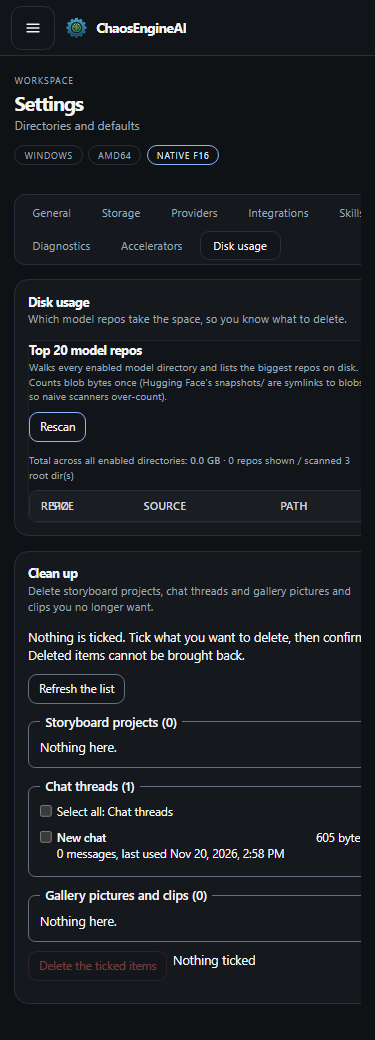 ChaosEngineAI
WORKSPACE
Settings
Directories and defaults
WINDOWS AMD64 NATIVE F16
General Storage Providers Integrations Skills
Diagnostics Accelerators Disk usage
Disk usage
Which model repos take the space, so you know what to delete.
Top 20 model repos
Walks every enabled model directory and lists the biggest repos on disk.
Counts blob bytes once (Hugging Face's snapshots/ are symlinks to blobs
so naive scanners over-count).
Rescan
Total across all enabled directories: 0.0 GB · 0 repos shown / scanned 3
root dir(s)
SOURCE PATH
Clean up
Delete storyboard projects, chat threads and gallery pictures and
clips you no longer want.
Nothing is ticked. Tick what you want to delete, then confirm
Deleted items cannot be brought back.
Refresh the list
Storyboard projects (0)
Nothing here.
Chat threads (1)
Select all: Chat threads
New chat 605 byte
0 messages, last used Nov 20, 2026, 2:58 PM
Gallery pictures and clips (0)
Nothing here.
Delete the ticked items Nothing ticked